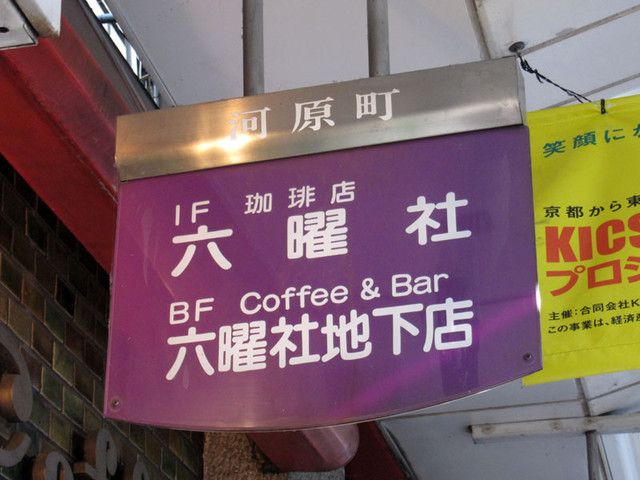 河原町
1F 珈琲店
六曜社
BF Coffee & Bar
六曜社地下店
笑顔に
京都から東
KICS
プロジ
主催：合同会社K
この事業は、経済産